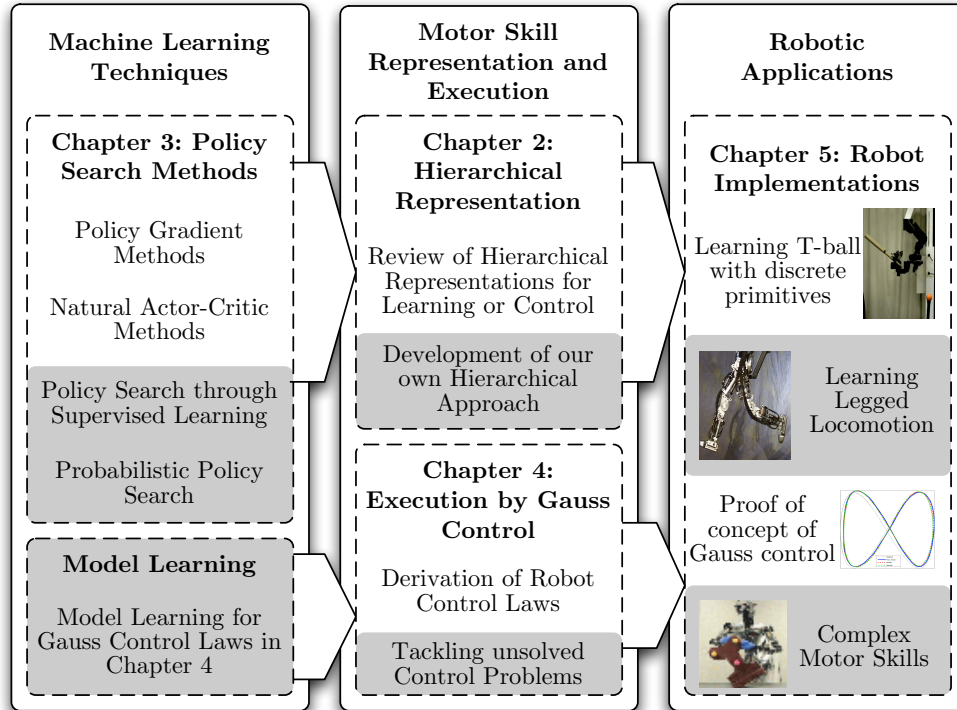 Machine Learning
Techniques
Chapter 3: Policy
Search Methods
Policy Gradient
Methods
Natural Actor-Critic
Methods
Policy Search through
Supervised Learning
Probabilistic Policy
Search
Model Learning
Model Learning for
Gauss Control Laws in
Chapter 4
Motor Skill
Representation and
Execution
Chapter 2:
Hierarchical
Representation
Review of Hierarchical
Representations for
Learning or Control
Development of our
own Hierarchical
Approach
Chapter 4:
Execution by Gauss
Control
Derivation of Robot
Control Laws
Tackling unsolved
Control Problems
Robotic
Applications
Chapter 5: Robot
Implementations
Learning T-ball
with discrete
primitives
Learning
Legged
Locomotion
Proof of
concept of
Gauss control
Complex
Motor Skills